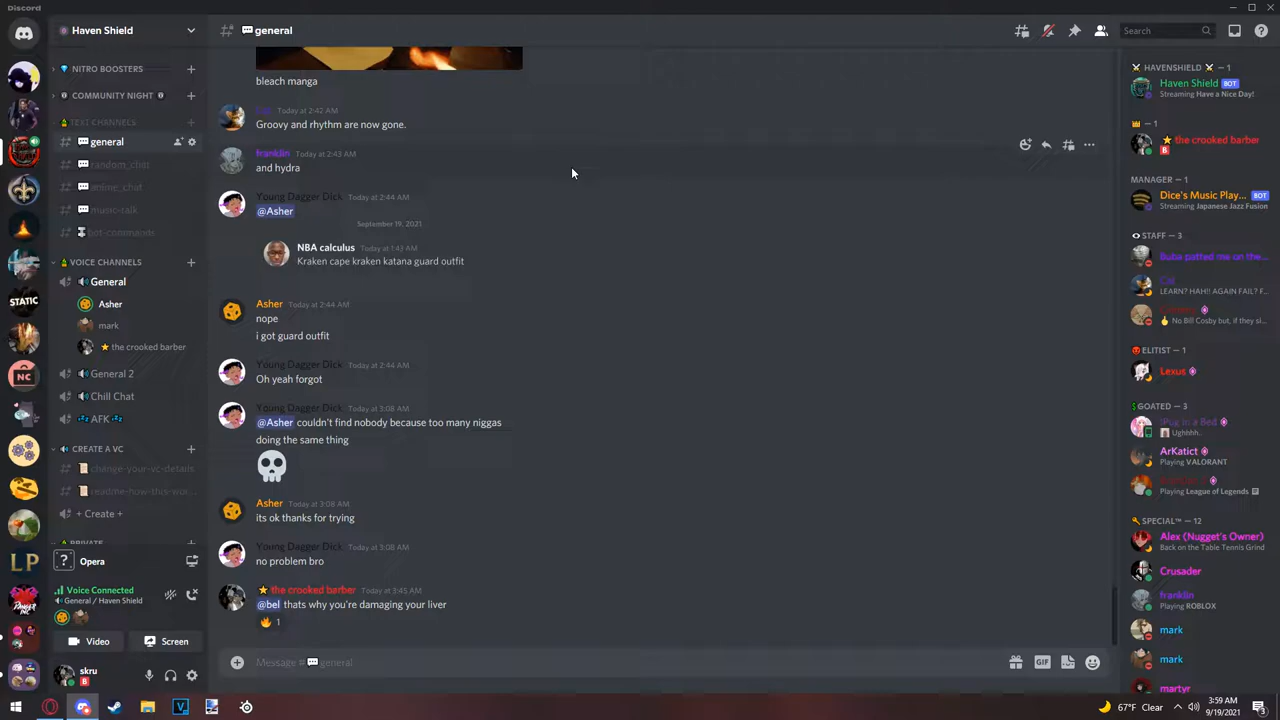 Discord
Haven Shield
general
Search
NITRO BOOSTERS
COMMUNITY NIGHT
TEXT CHANNELS
general
random_chat
anime_chat
music-talk
bot-commands
VOICE CHANNELS
General
Asher
mark
the crooked barber
General 2
Chill Chat
AFK
CREATE A VC
change-your-vc-details
readme-how-this-wor...
+ Create +
PRIVATE
Opera
Voice Connected
General / Haven Shield
Video
Screen
skru
B
STATIC
NC
LP
bleach manga
Today at 2:42 AM
Groovy and rhythm are now gone.
franklin Today at 2:43 AM
and hydra
Young Dagger Dick Today at 2:44 AM
@Asher
September 19, 2021
NBA calculus Today at 1:43 AM
Kraken cape kraken katana guard outfit
Asher Today at 2:44 AM
nope
i got guard outfit
Young Dagger Dick Today at 2:44 AM
Oh yeah forgot
Young Dagger Dick Today at 3:08 AM
@Asher couldn't find nobody because too many niggas
doing the same thing
Asher Today at 3:08 AM
its ok thanks for trying
Young Dagger Dick Today at 3:08 AM
no problem bro
the crooked barber Today at 3:45 AM
@bel thats why you're damaging your liver
1
Message # general
GIF
HAVENSHIELD — 1
Haven Shield BOT
Streaming Have a Nice Day!
— 1
the crooked barber
B
MANAGER — 1
Dice's Music Play... BOT
Streaming Japanese Jazz Fusion
STAFF — 3
Buba patted me on the...
Cat
LEARN? HAH!! AGAIN FAIL? F...
No Bill Cosby but, if they si...
ELITIST — 1
Lexus
GOATED — 3
Pug in a Bed
Ughhhh..
ArKatict
Playing VALORANT
Playing League of Legends
SPECIAL™ — 12
Alex (Nugget's Owner)
Back on the Table Tennis Grind
Crusader
franklin
Playing ROBLOX
mark
mark
martyr
67°F Clear
3:59 AM
9/19/2021